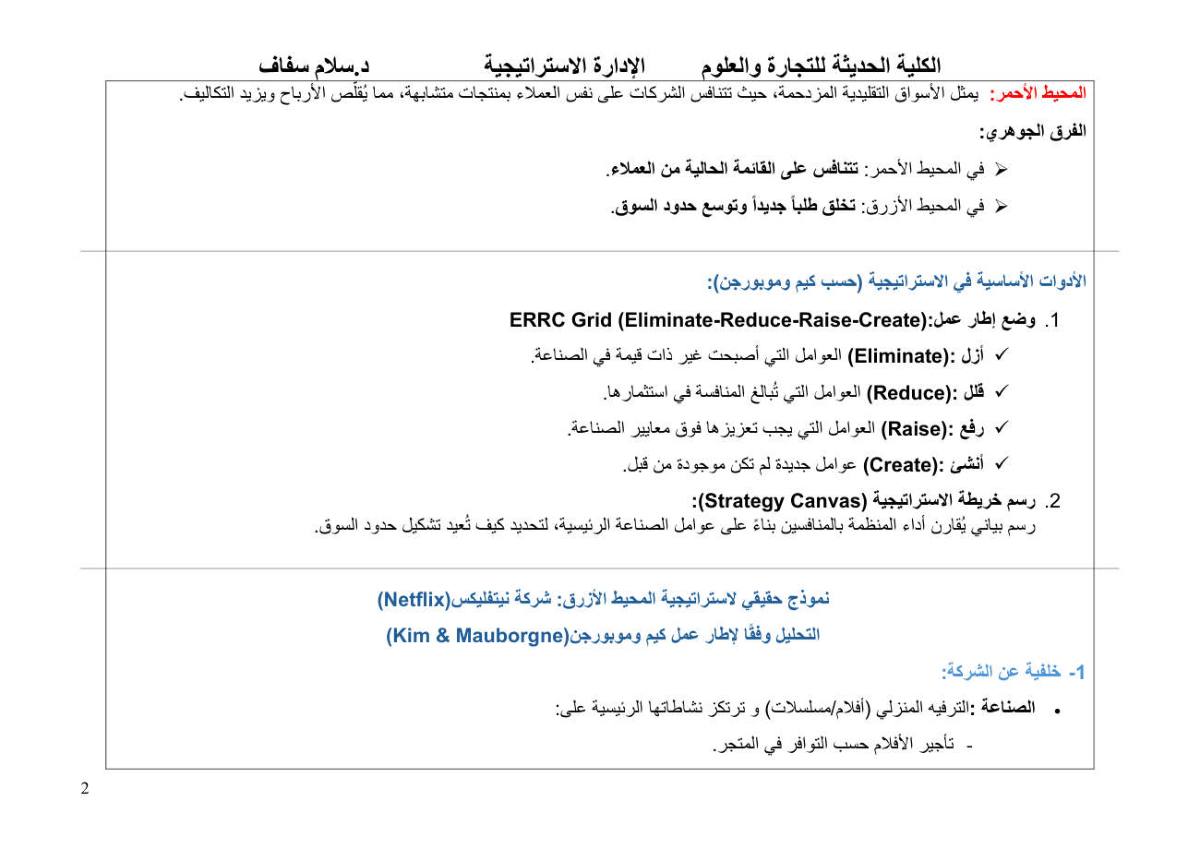 الكلية الحديثة للتجارة والعلوم الإدارة الاستراتيجية د.سلام سفاف
المحيط الأحمر: يمثل الأسواق التقليدية المزدحمة، حيث تتنافس الشركات على نفس العملاء بمنتجات متشابهة، مما يُقلّص الأرباح ويزيد التكاليف.
الفرق الجوهري:
➢ في المحيط الأحمر: تتنافس على القائمة الحالية من العملاء.
➢ في المحيط الأزرق: تخلق طلباً جديداً وتوسع حدود السوق.
الأدوات الأساسية في الاستراتيجية (حسب كيم وموبورجن):
1. وضع إطار عمل:ERRC Grid (Eliminate-Reduce-Raise-Create)
✓ أزل :(Eliminate) العوامل التي أصبحت غير ذات قيمة في الصناعة.
✓ قلل :(Reduce) العوامل التي تُبالغ المنافسة في استثمارها.
✓ رفع :(Raise) العوامل التي يجب تعزيزها فوق معايير الصناعة.
✓ أنشئ :(Create) عوامل جديدة لم تكن موجودة من قبل.
2. رسم خريطة الاستراتيجية (Strategy Canvas):
رسم بياني يُقارن أداء المنظمة بالمنافسين بناءً على عوامل الصناعة الرئيسية، لتحديد كيف تُعيد تشكيل حدود السوق.
نموذج حقيقي لاستراتيجية المحيط الأزرق: شركة نيتفليكس(Netflix)
التحليل وفقًا لإطار عمل كيم وموبورجن(Kim & Mauborgne)
1- خلفية عن الشركة:
• الصناعة :الترفيه المنزلي (أفلام/مسلسلات) و ترتكز نشاطاتها الرئيسية على:
- تأجير الأفلام حسب التوافر في المتجر.
2